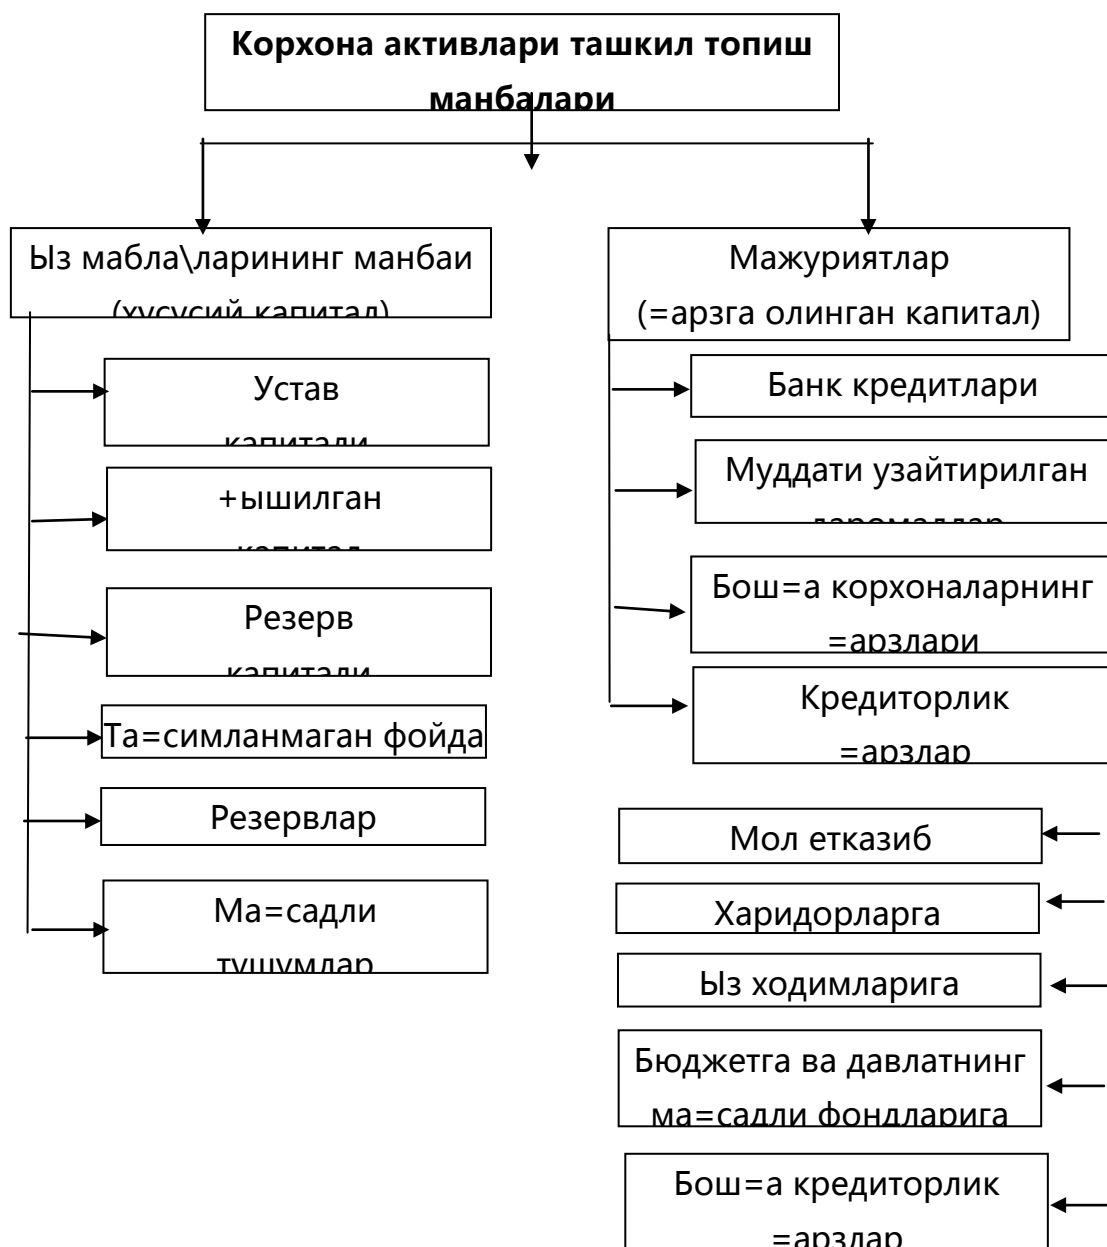 Корхона активлари ташкил топиш
манбалари
Ыз мабла\ларининг манбаи
(хусусий капитал)
Мажуриятлар
(=арзга олинган капитал)
Устав
капитали
+ышилган
капитал
Резерв
капитали
Та=симланмаган фойда
Резервлар
Ма=садли
тушумлар
Банк кредитлари
Муддати узайтирилган
даромадлар
Бош=а корхоналарнинг
=арзлари
Кредиторлик
=арзлар
Мол етказиб
Харидорларга
Ыз ходимларига
Бюджетга ва давлатнинг
ма=садли фондларига
Бош=а кредиторлик
=арзлар